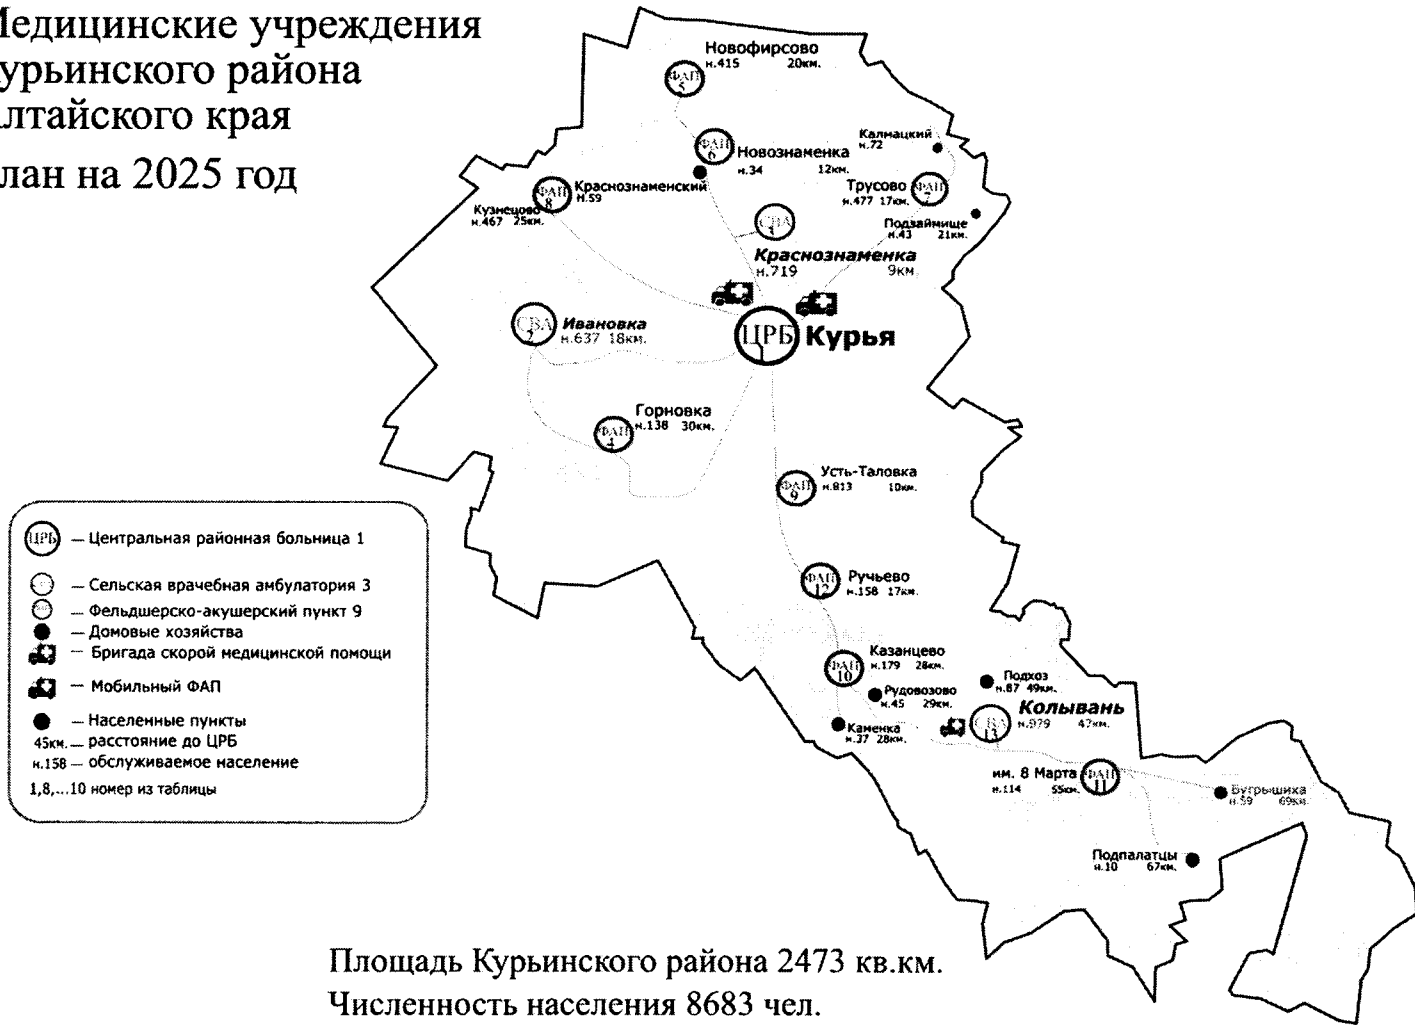 Медицинские учреждения
урьинского района
лтайского края
лан на 2025 год
Новофирсово
н.415 20км.
ФАП
5
Калмацкий
н.72
ФАП
6
Новознаменка
н.34 12км.
Краснознаменский
н.59
ФАП
8
Кузнецово
н.467 25км.
Трусово
н.477 17км.
ФАП
7
Подзаймище
н.43 21км.
СВА
3
Краснознаменка
н.719 9км.
СВА
2
Ивановка
н.637 18км.
ЦРБ
1
Курья
Горновка
н.138 30км.
ФАП
4
Усть-Таловка
н.813 10км.
ФАП
9
Ручьево
н.158 17км.
ФАП
12
Казанцево
н.179 28км.
ФАП
10
Рудовозово
н.45 29км.
Каменка
н.37 28км.
Подхоз
н.87 49км.
Колывань
н.979 47км.
СВА
13
им. 8 Марта
н.114 55км.
ФАП
11
Бугрышиха
н.59 69км.
Подпалатцы
н.10 67км.
ЦРБ — Центральная районная больница 1
— Сельская врачебная амбулатория 3
— Фельдшерско-акушерский пункт 9
— Домовые хозяйства
— Бригада скорой медицинской помощи
— Мобильный ФАП
— Населенные пункты
45км. — расстояние до ЦРБ
н.158 — обслуживаемое население
1,8,...10 номер из таблицы
Площадь Курьинского района 2473 кв.км.
Численность населения 8683 чел.